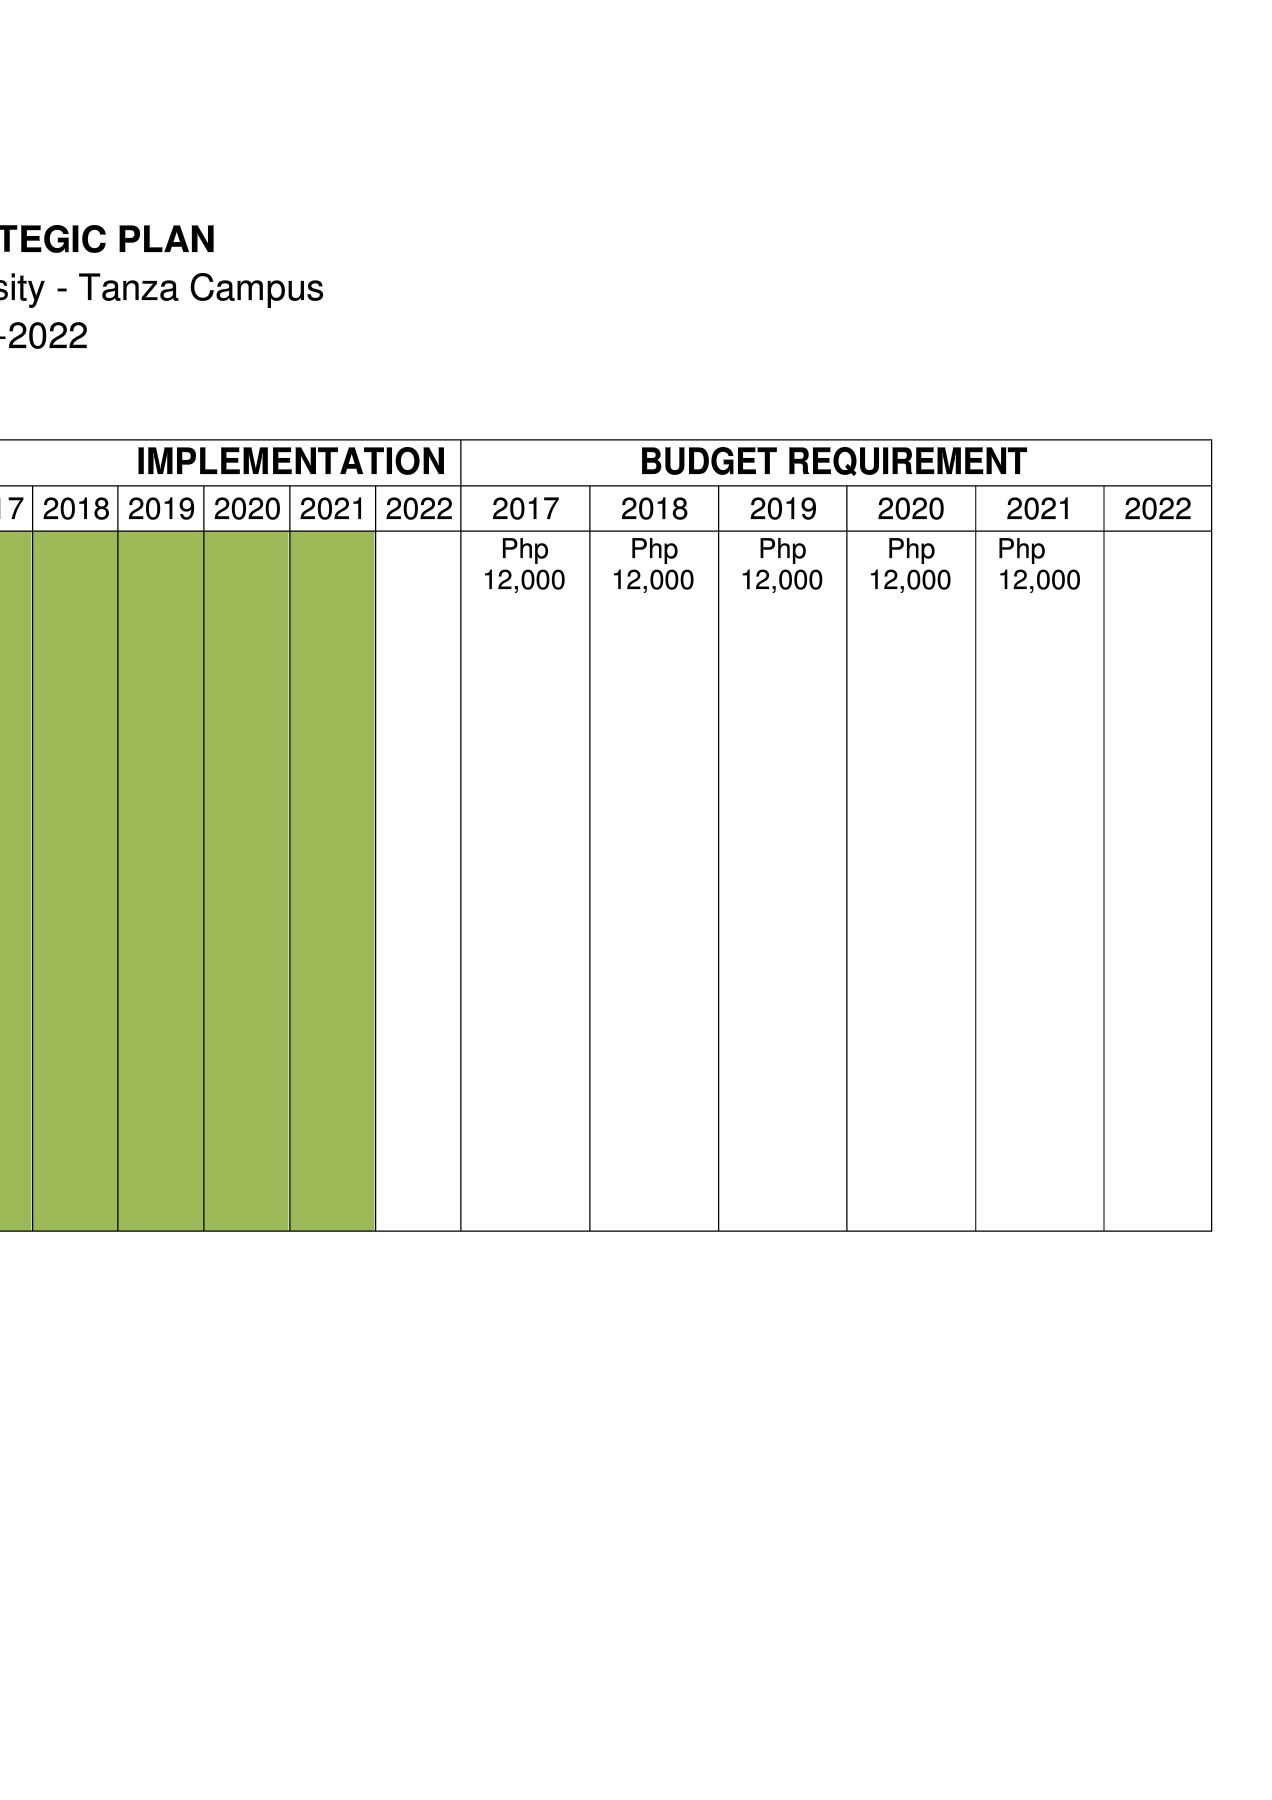 TEGIC PLAN
sity - Tanza Campus
-2022
IMPLEMENTATION BUDGET REQUIREMENT
17 2018 2019 2020 2021 2022 2017 2018 2019 2020 2021 2022
Php Php Php Php Php
12,000 12,000 12,000 12,000 12,000